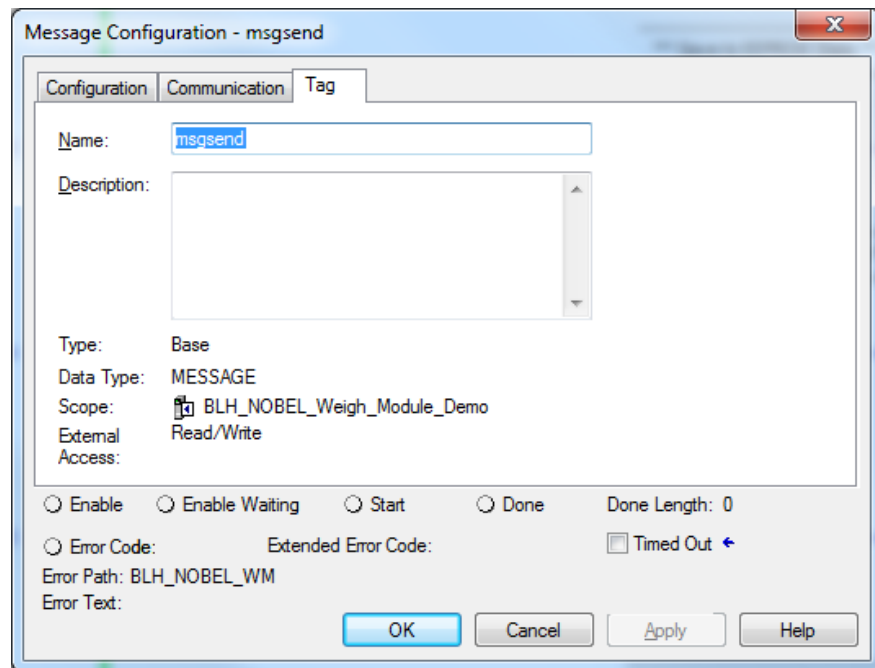 Message Configuration - msgsend
Configuration Communication Tag
Name: msgsend
Description:
Type: Base
Data Type: MESSAGE
Scope: BLH_NOBEL_Weigh_Module_Demo
External Access: Read/Write
Enable Enable Waiting Start Done Done Length: 0
Error Code: Extended Error Code: Timed Out
Error Path: BLH_NOBEL_WM
Error Text:
OK Cancel Apply Help